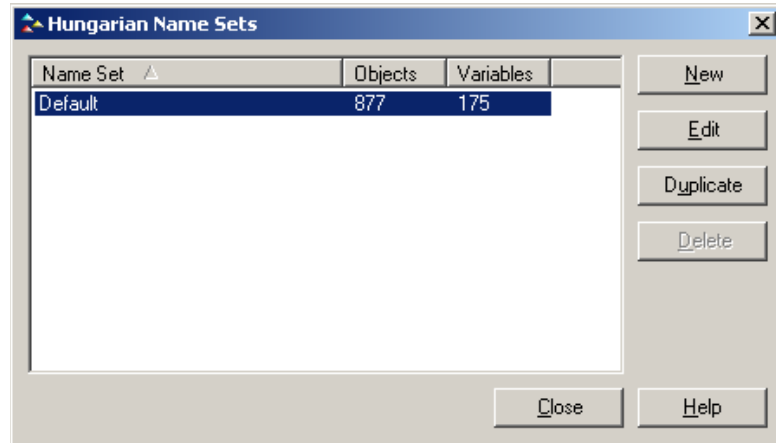 Hungarian Name Sets
Name Set Objects Variables
Default 877 175
New
Edit
Duplicate
Delete
Close Help